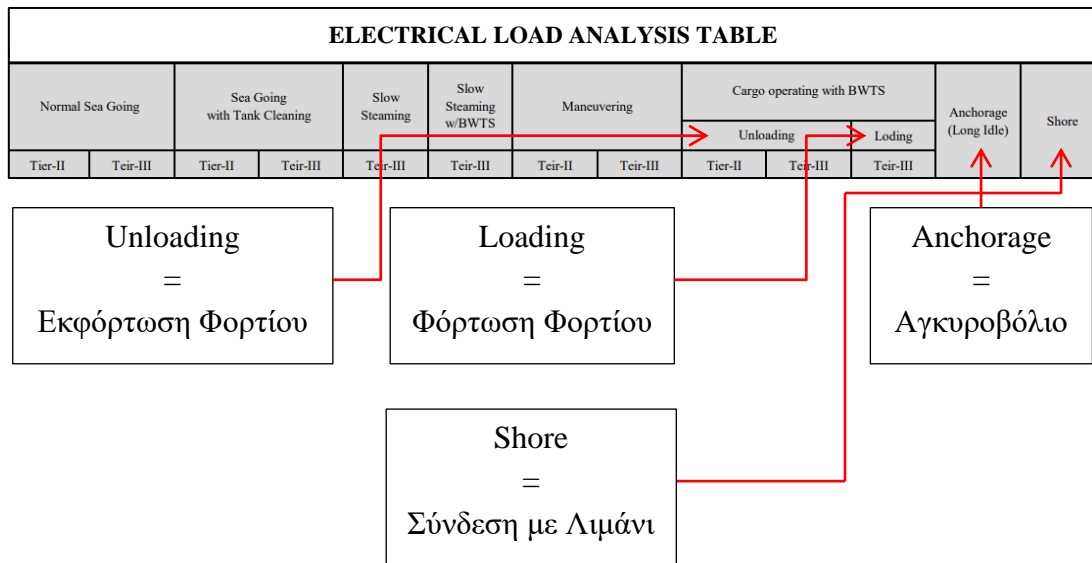 ELECTRICAL LOAD ANALYSIS TABLE
Normal Sea Going
Sea Going
with Tank Cleaning
Slow
Steaming
Slow
Steaming
w/BWTS
Maneuvering
Cargo operating with BWTS
Anchorage
(Long Idle)
Shore
Unloading
Loding
Tier-II
Teir-III
Tier-II
Teir-III
Teir-III
Teir-III
Teir-II
Teir-III
Tier-II
Teir-III
Teir-III
Unloading
=
Εκφόρτωση Φορτίου
Loading
=
Φόρτωση Φορτίου
Anchorage
=
Αγκυροβόλιο
Shore
=
Σύνδεση με Λιμάνι